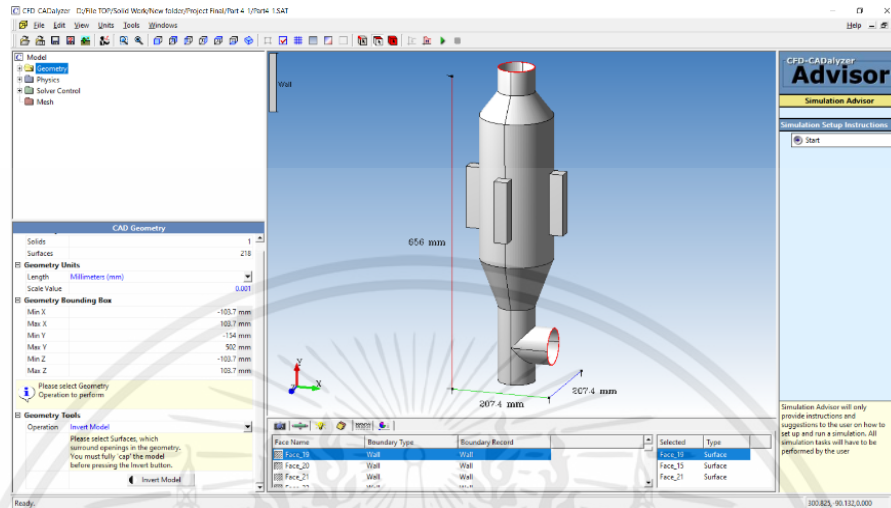 CFD-CADalyzer D:/File TOP/Solid Work/New folder/Project Final/Part 4_1/Part4-1.SAT
File Edit View Units Tools Windows
Help
Model
Geometry
Physics
Solver Control
Mesh
CAD Geometry
Solids 1
Surfaces 218
Geometry Units
Length Millimeters (mm)
Scale Value 0.001
Geometry Bounding Box
Min X -103.7 mm
Max X 103.7 mm
Min Y -154 mm
Max Y 502 mm
Min Z -103.7 mm
Max Z 103.7 mm
Please select Geometry
Operation to perform
Geometry Tools
Operation Invert Model
Please select Surfaces, which
surround openings in the geometry.
You must fully 'cap' the model
before pressing the Invert button.
Invert Model
Ready.
Wall
656 mm
207.4 mm
207.4 mm
Y
X
Face Name Boundary Type Boundary Record
Face_19 Wall Wall
Face_20 Wall Wall
Face_21 Wall Wall
Selected Type
Face_19 Surface
Face_15 Surface
Face_21 Surface
CFD-CADalyzer
Advisor
Simulation Advisor
Simulation Setup Instructions
Start
Simulation Advisor will only
provide instructions and
suggestions to the user on how to
set up and run a simulation. All
simulation tasks will have to be
performed by the user
300.825,-90.132,0.000